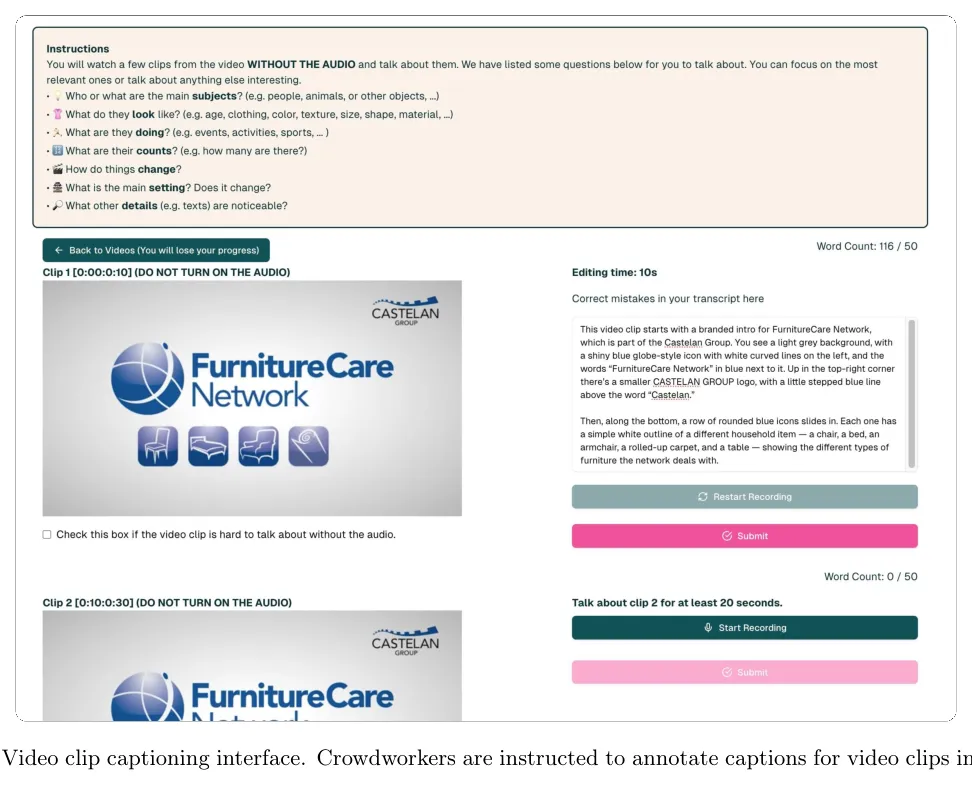 Instructions
You will watch a few clips from the video WITHOUT THE AUDIO and talk about them. We have listed some questions below for you to talk about. You can focus on the most
relevant ones or talk about anything else interesting.
• 💡 Who or what are the main subjects? (e.g. people, animals, or other objects, ...)
• 👚 What do they look like? (e.g. age, clothing, color, texture, size, shape, material, ...)
• 🏃 What are they doing? (e.g. events, activities, sports, ... )
• 🔢 What are their counts? (e.g. how many are there?)
• 🎬 How do things change?
• 🏯 What is the main setting? Does it change?
• 🔎 What other details (e.g. texts) are noticeable?
← Back to Videos (You will lose your progress)
Word Count: 116 / 50
Clip 1 [0:00:0:10] (DO NOT TURN ON THE AUDIO)
CASTELAN
GROUP
FurnitureCare
Network
Check this box if the video clip is hard to talk about without the audio.
Editing time: 10s
Correct mistakes in your transcript here
This video clip starts with a branded intro for FurnitureCare Network,
which is part of the Castelan Group. You see a light grey background, with
a shiny blue globe-style icon with white curved lines on the left, and the
words “FurnitureCare Network” in blue next to it. Up in the top-right corner
there’s a smaller CASTELAN GROUP logo, with a little stepped blue line
above the word “Castelan.”
Then, along the bottom, a row of rounded blue icons slides in. Each one has
a simple white outline of a different household item — a chair, a bed, an
armchair, a rolled-up carpet, and a table — showing the different types of
furniture the network deals with.
Restart Recording
Submit
Word Count: 0 / 50
Clip 2 [0:10:0:30] (DO NOT TURN ON THE AUDIO)
CASTELAN
GROUP
FurnitureCare
Network
Talk about clip 2 for at least 20 seconds.
Start Recording
Submit
Video clip captioning interface. Crowdworkers are instructed to annotate captions for video clips in